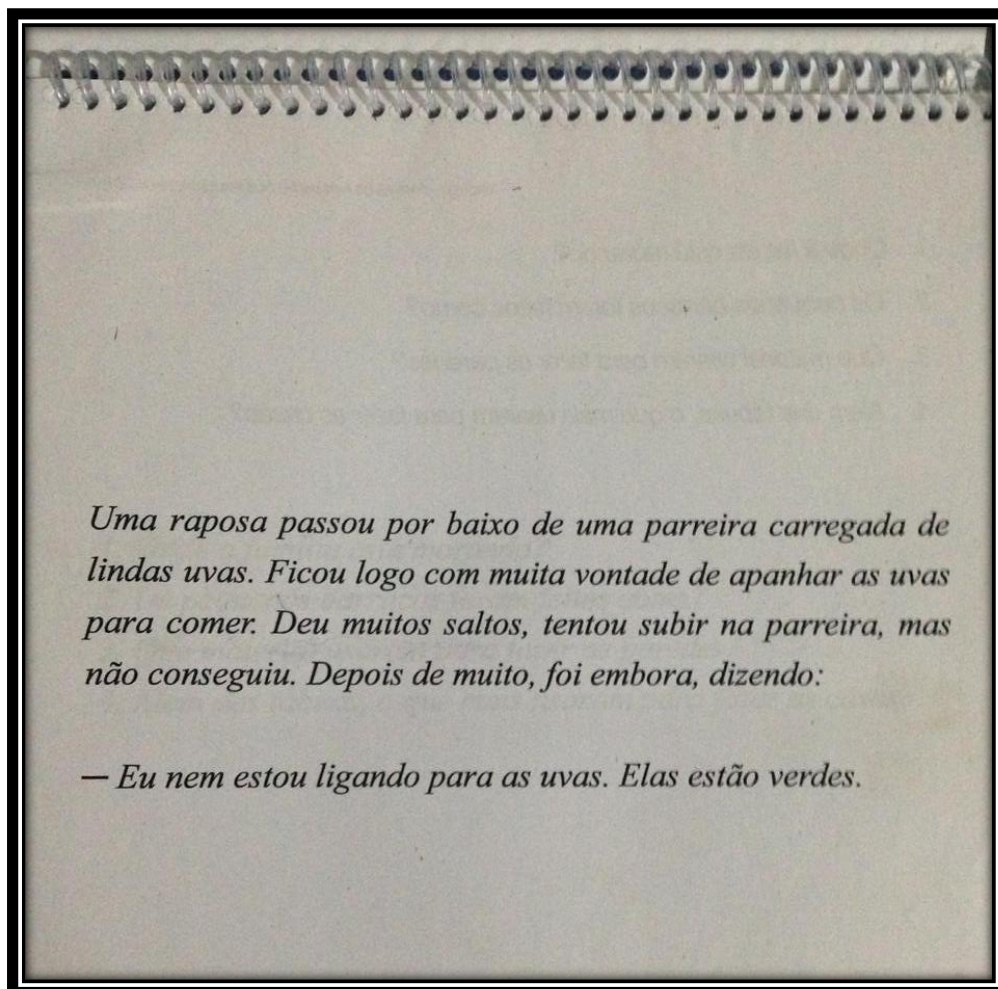 Uma raposa passou por baixo de uma parreira carregada de
lindas uvas. Ficou logo com muita vontade de apanhar as uvas
para comer. Deu muitos saltos, tentou subir na parreira, mas
não conseguiu. Depois de muito, foi embora, dizendo:
— Eu nem estou ligando para as uvas. Elas estão verdes.